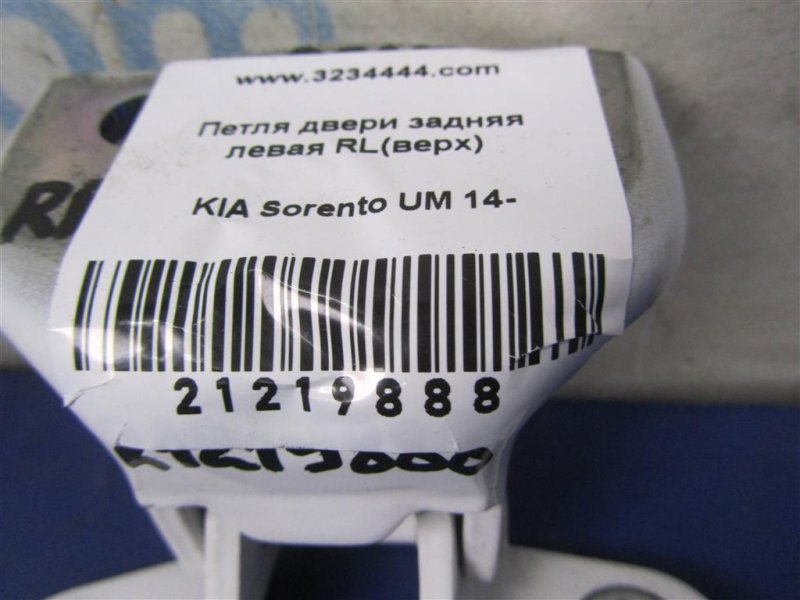 www.3234444.com
Петля двери задняя
левая RL(верх)
KIA Sorento UM 14-
21219888